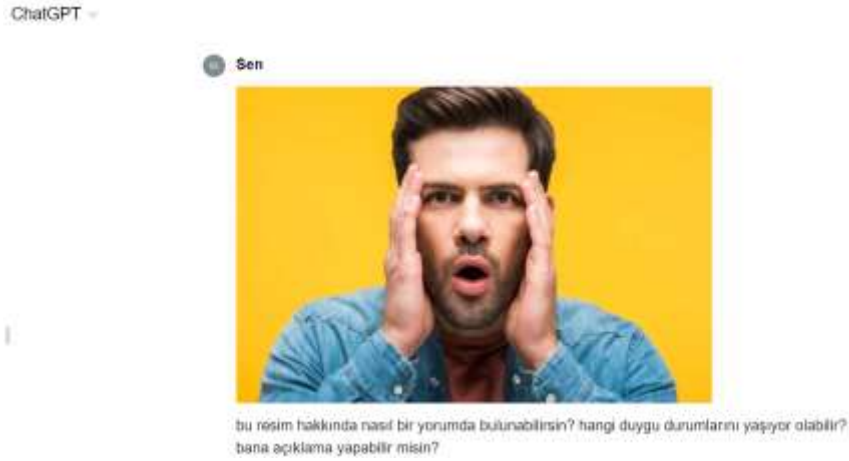 ChatGPT
Sen
bu resim hakkında nasıl bir yorumda bulunabilirsin? hangi duygu durumlarını yaşıyor olabilir?
bana açıklama yapabilir misin?